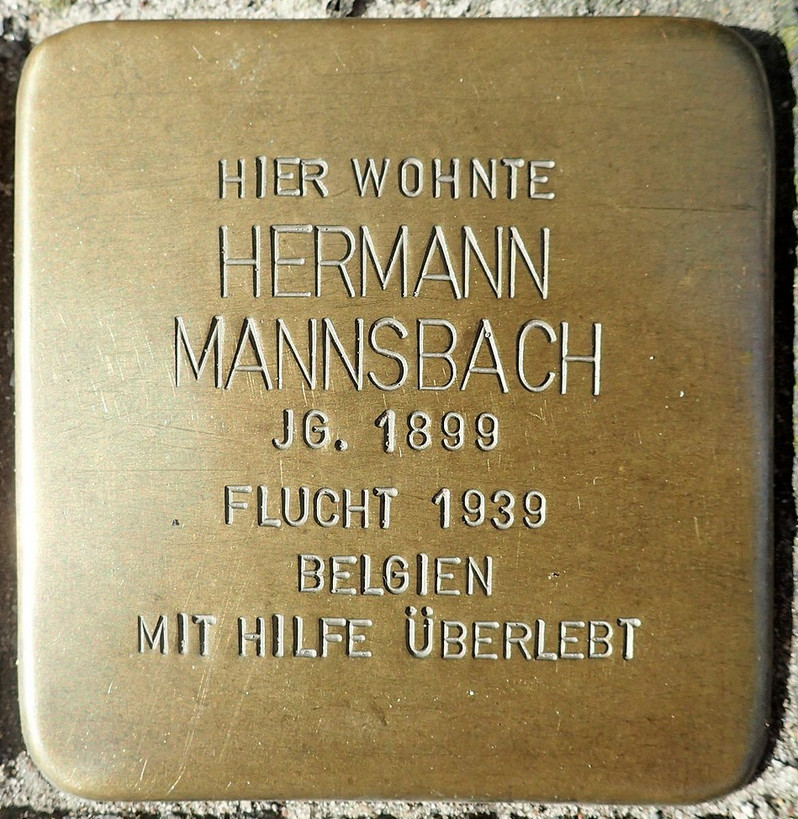 HIER WOHNTE
HERMANN
MANNSBACH
JG. 1899
FLUCHT 1939
BELGIEN
MIT HILFE ÜBERLEBT